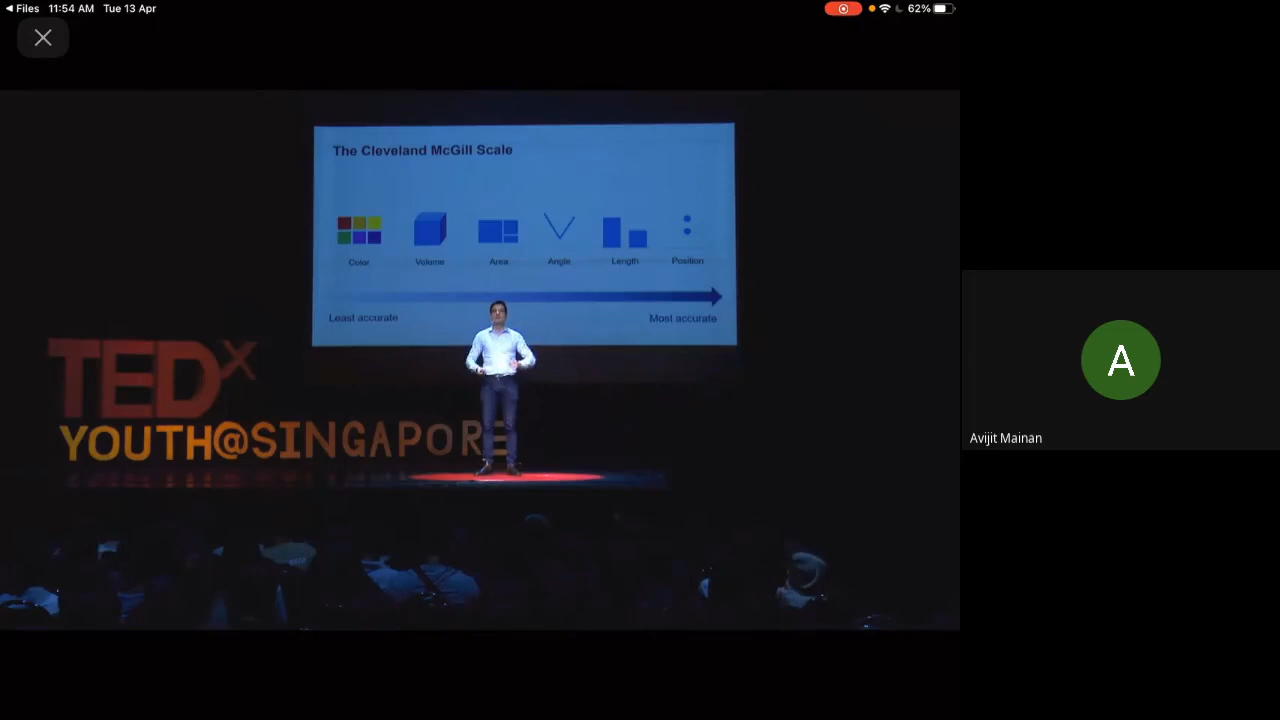 Files 11:54 AM Tue 13 Apr
62%
The Cleveland McGill Scale
Color Volume Area Angle Length Position
Least accurate Most accurate
TEDx
YOUTH@SINGAPORE
A
Avijit Mainan